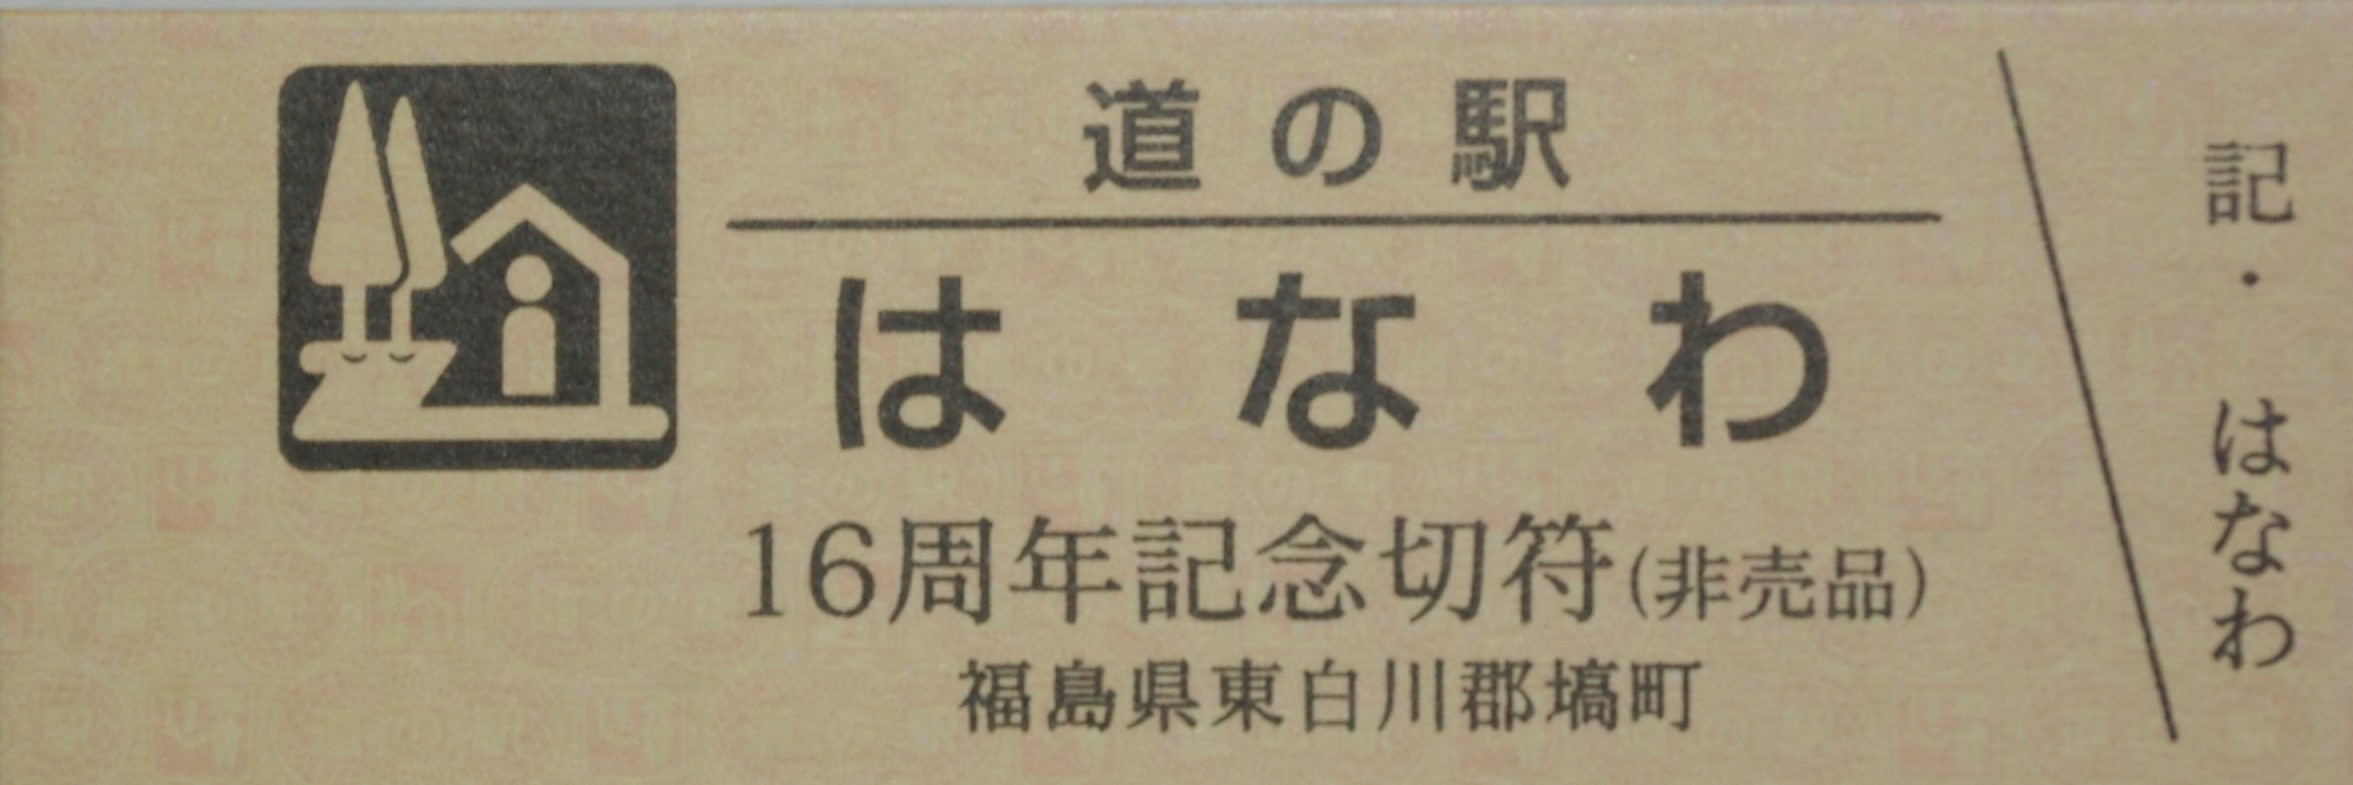 道の駅
はなわ
16周年記念切符(非売品)
福島県東白川郡塙町
記・はなわ